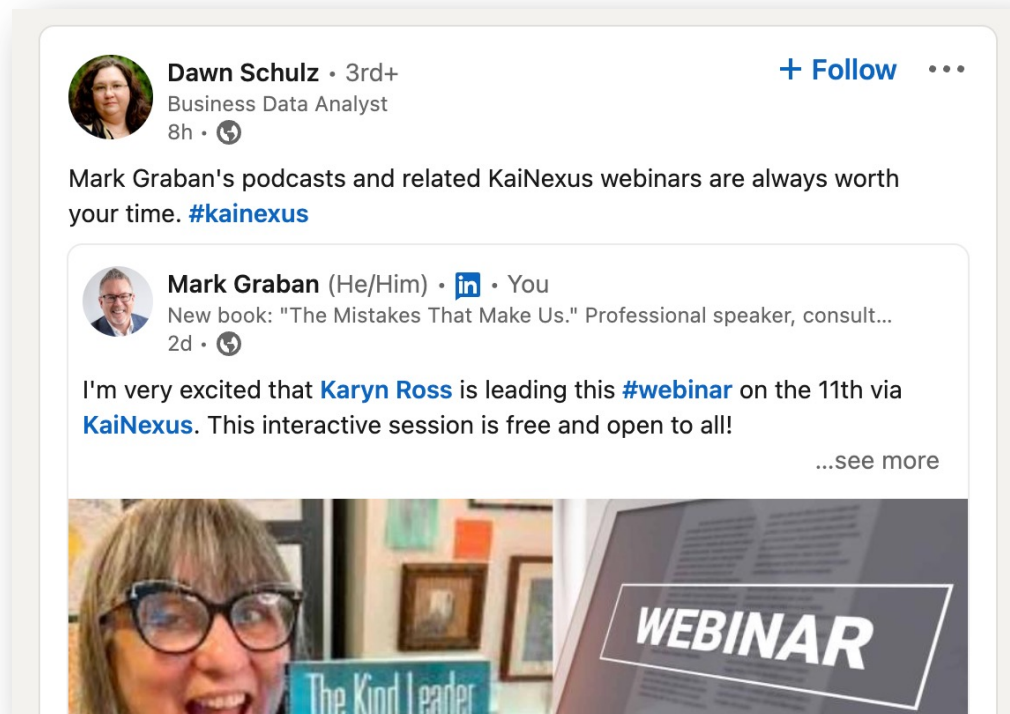 Dawn Schulz • 3rd+
+ Follow
Business Data Analyst
8h •
Mark Graban's podcasts and related KaiNexus webinars are always worth
your time. #kainexus
Mark Graban (He/Him) • in • You
New book: "The Mistakes That Make Us." Professional speaker, consult...
2d •
I'm very excited that Karyn Ross is leading this #webinar on the 11th via
KaiNexus. This interactive session is free and open to all!
...see more
WEBINAR
The Kind Leader